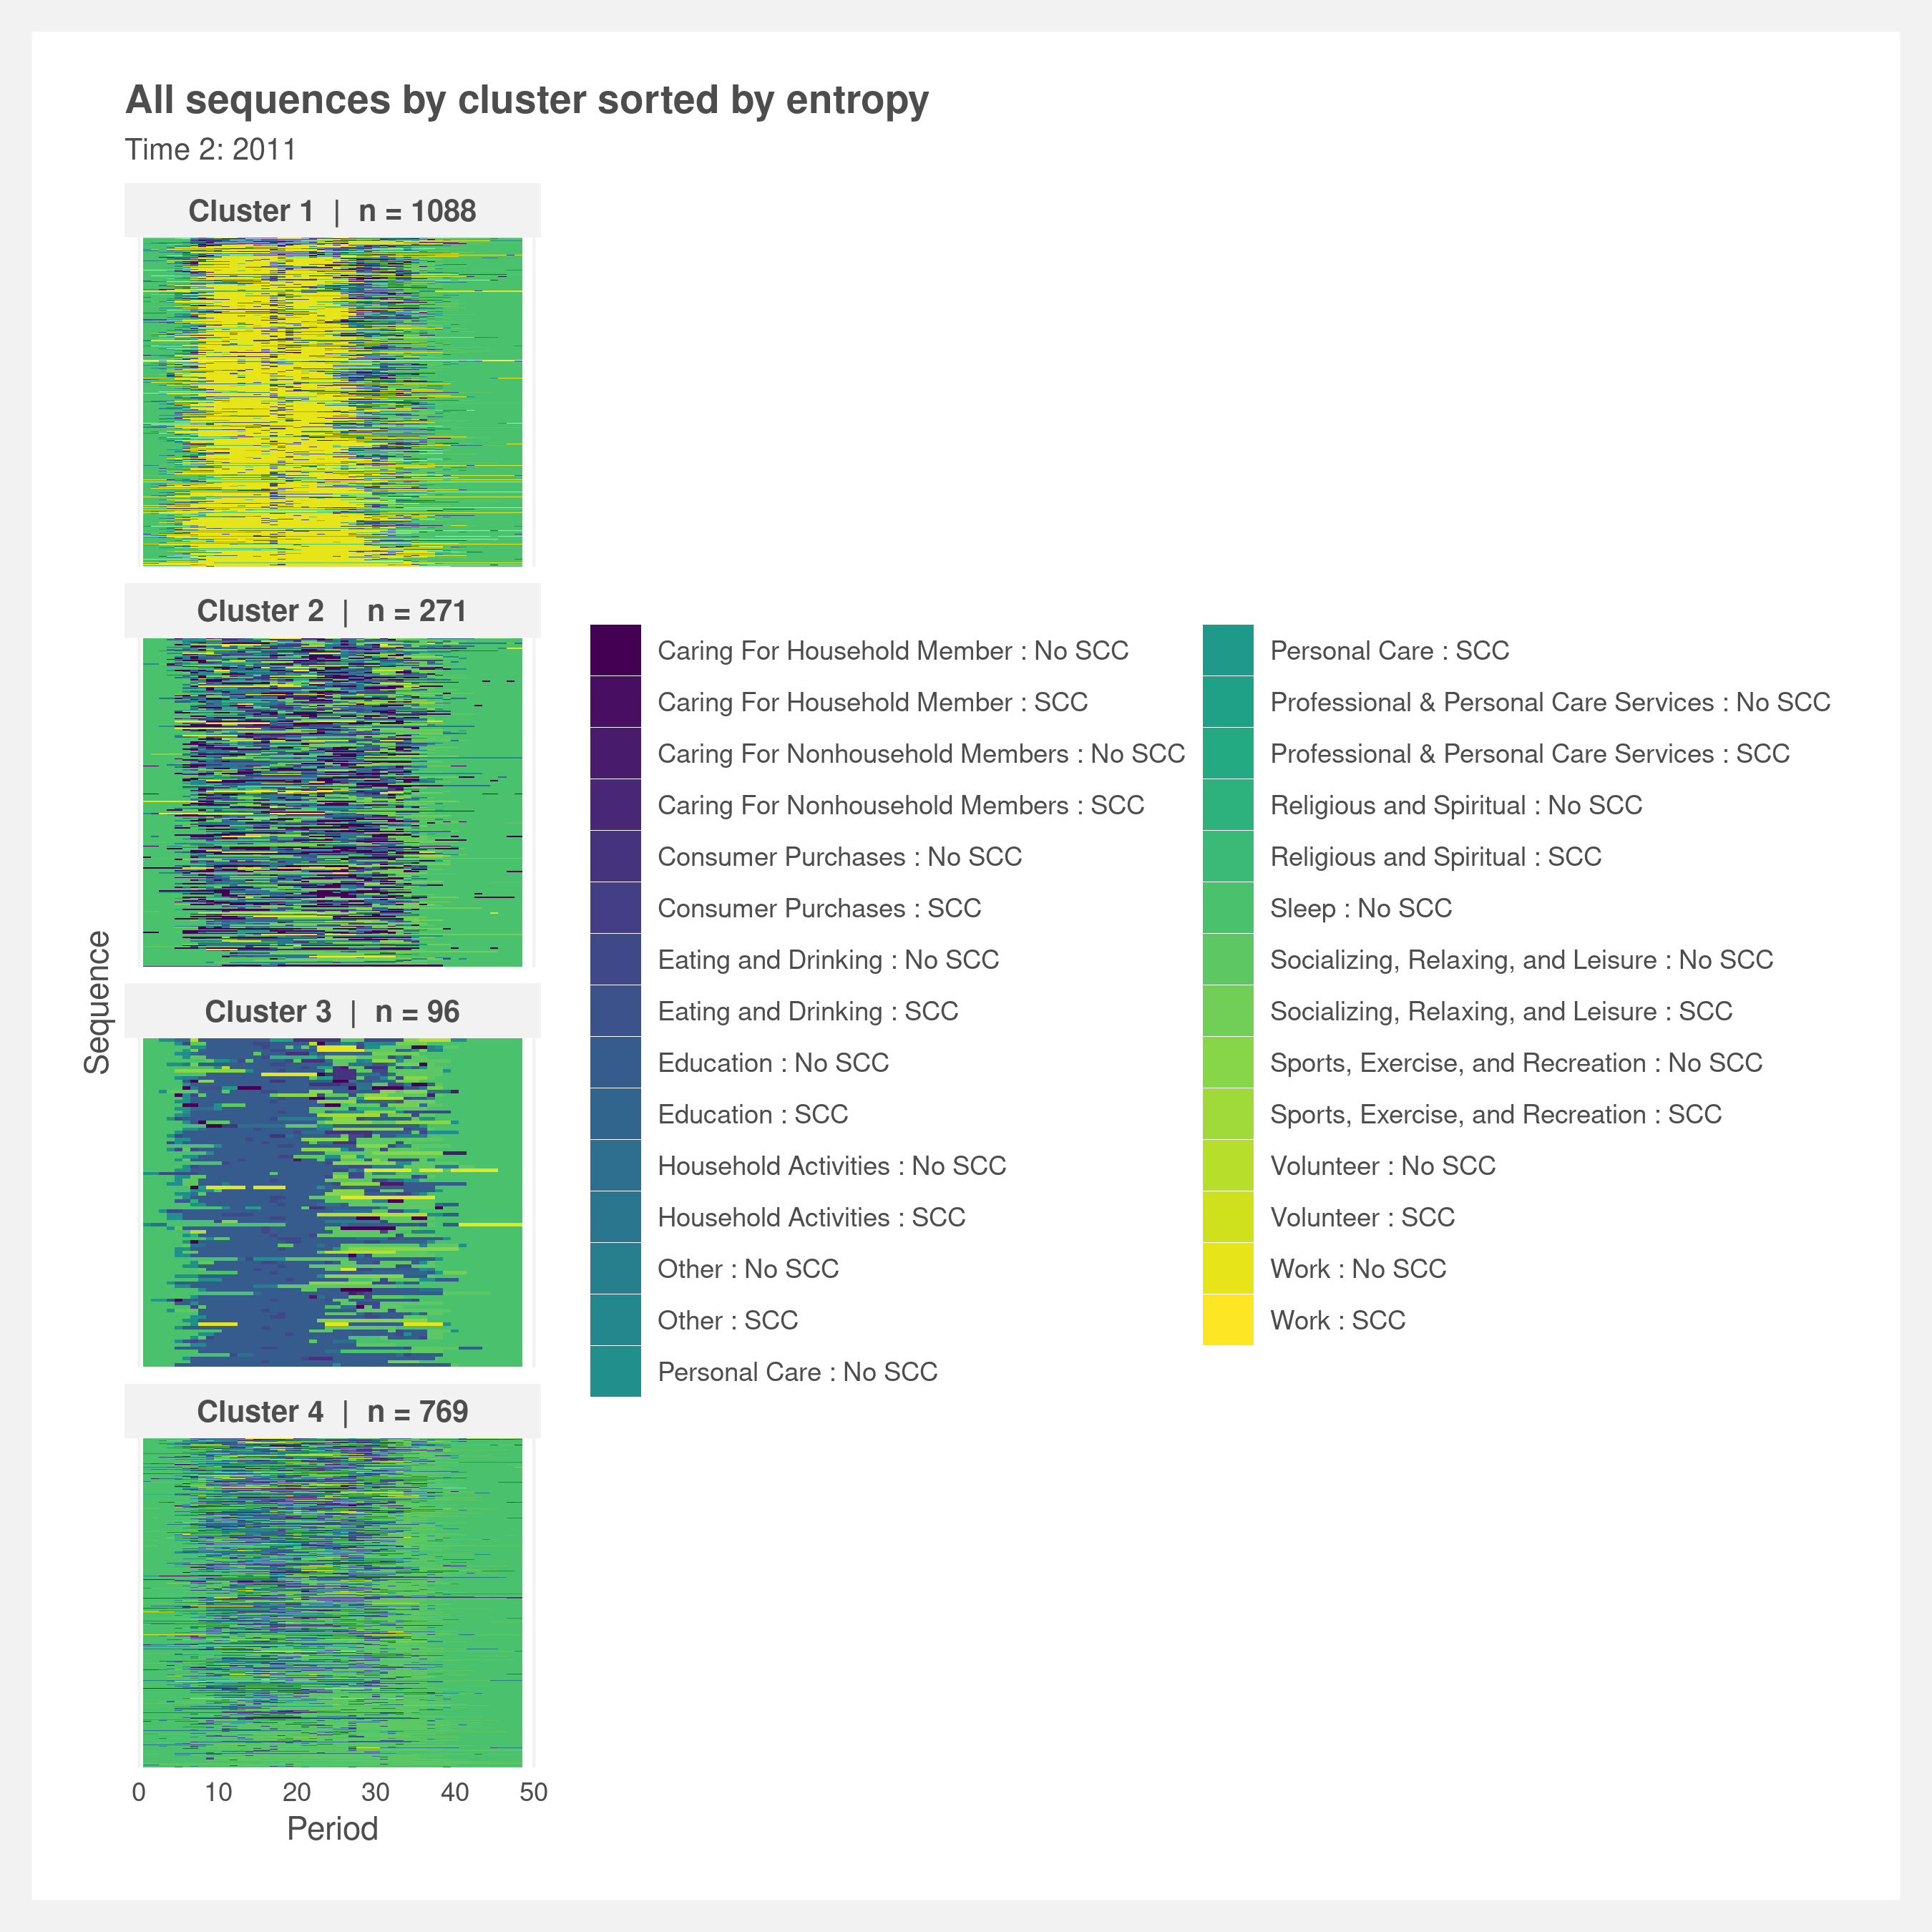 All sequences by cluster sorted by entropy
Time 2: 2011
Cluster 1 | n = 1088
Cluster 2 | n = 271
Cluster 3 | n = 96
Cluster 4 | n = 769
Sequence
0 10 20 30 40 50
Period
Caring For Household Member : No SCC
Caring For Household Member : SCC
Caring For Nonhousehold Members : No SCC
Caring For Nonhousehold Members : SCC
Consumer Purchases : No SCC
Consumer Purchases : SCC
Eating and Drinking : No SCC
Eating and Drinking : SCC
Education : No SCC
Education : SCC
Household Activities : No SCC
Household Activities : SCC
Other : No SCC
Other : SCC
Personal Care : No SCC
Personal Care : SCC
Professional & Personal Care Services : No SCC
Professional & Personal Care Services : SCC
Religious and Spiritual : No SCC
Religious and Spiritual : SCC
Sleep : No SCC
Socializing, Relaxing, and Leisure : No SCC
Socializing, Relaxing, and Leisure : SCC
Sports, Exercise, and Recreation : No SCC
Sports, Exercise, and Recreation : SCC
Volunteer : No SCC
Volunteer : SCC
Work : No SCC
Work : SCC